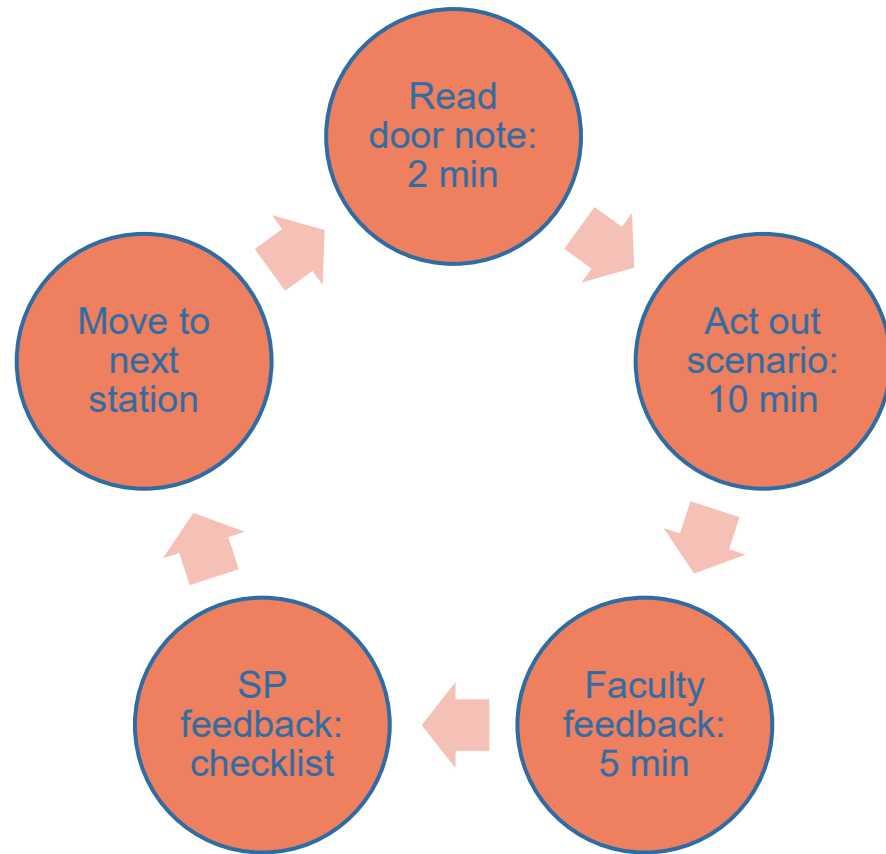 Read
door note:
2 min
Act out
scenario:
10 min
Faculty
feedback:
5 min
SP
feedback:
checklist
Move to
next
station